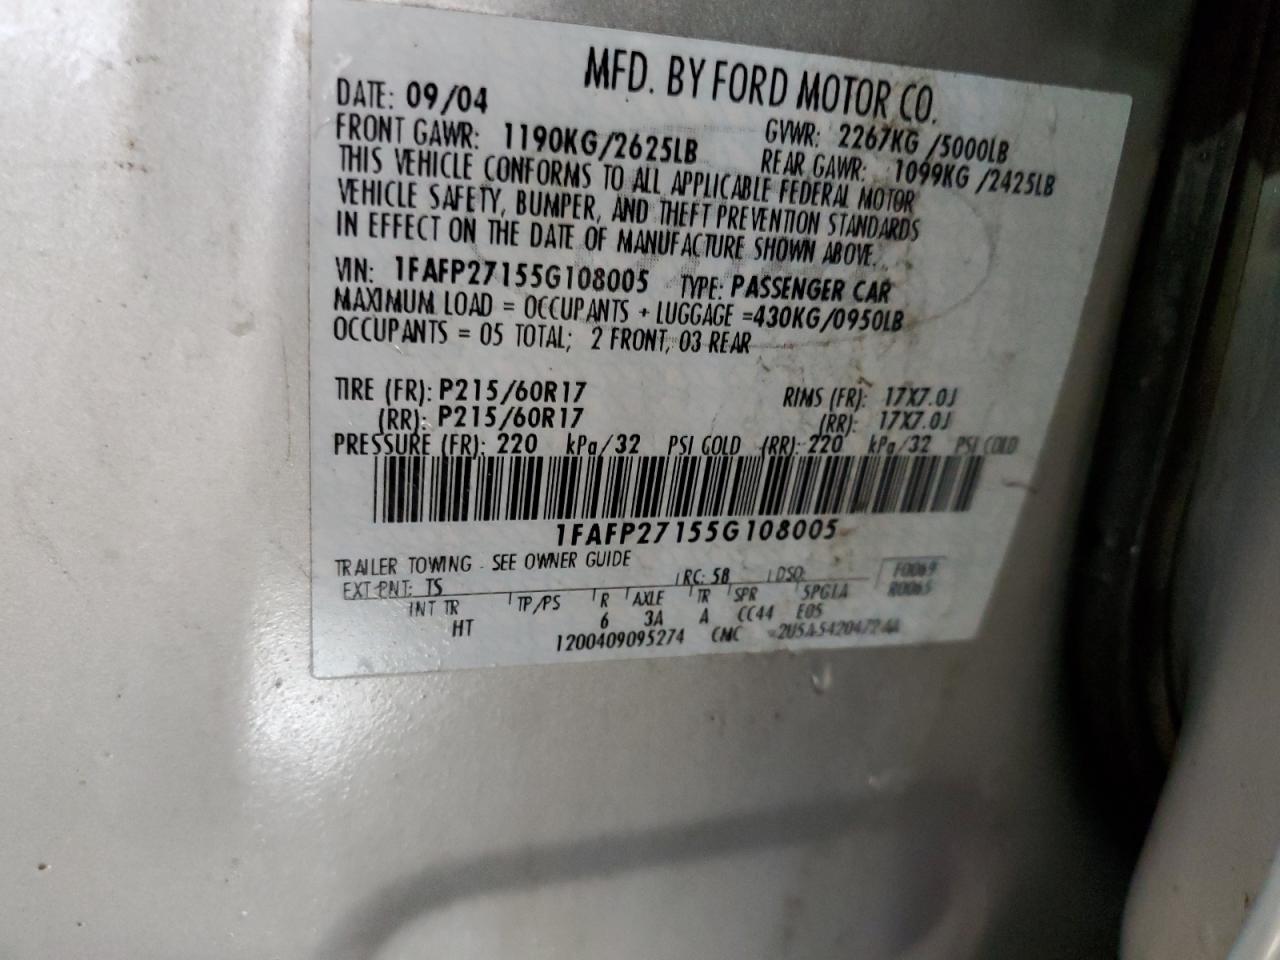 MFD. BY FORD MOTOR CO.
DATE: 09/04 GVWR: 2267KG /5000LB
FRONT GAWR: 1190KG/2625LB REAR GAWR: 1099KG /2425LB
THIS VEHICLE CONFORMS TO ALL APPLICABLE FEDERAL MOTOR
VEHICLE SAFETY, BUMPER, AND THEFT PREVENTION STANDARDS
IN EFFECT ON THE DATE OF MANUFACTURE SHOWN ABOVE.
VIN: 1FAFP27155G108005 TYPE: PASSENGER CAR
MAXIMUM LOAD = OCCUPANTS + LUGGAGE =430KG/0950LB
OCCUPANTS = 05 TOTAL; 2 FRONT, 03 REAR
TIRE (FR): P215/60R17 RIMS (FR): 17X7.0J
(RR): P215/60R17 (RR): 17X7.0J
PRESSURE (FR): 220 kPa/32 PSI COLD (RR): 220 kPa/32 PSI COLD
1FAFP27155G108005
TRAILER TOWING - SEE OWNER GUIDE
EXT PNT: TS RC: 58 DSO: F0069
R0065
INT TR TP/PS R AXLE TR SPR
HT 6 3A A CC44 E05
1200409095274 CMC